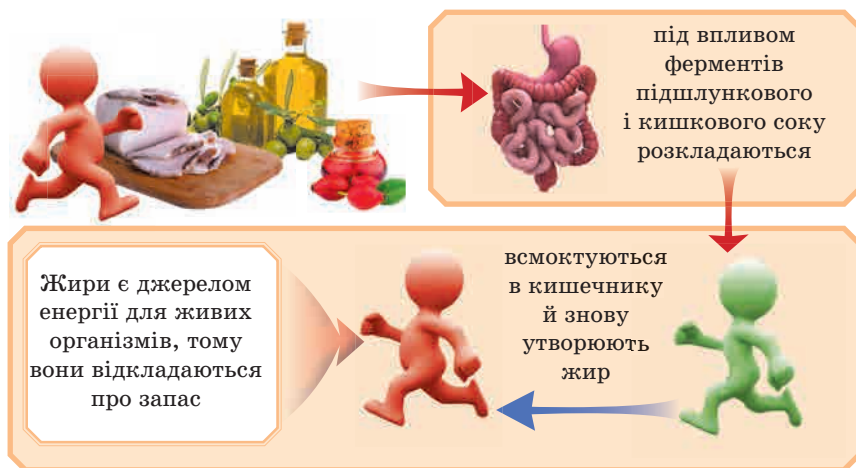 під впливом
ферментів
підшлункового
і кишкового соку
розкладаються
всмоктуються
в кишечнику
й знову
утворюють
жир
Жири є джерелом
енергії для живих
організмів, тому
вони відкладаються
про запас